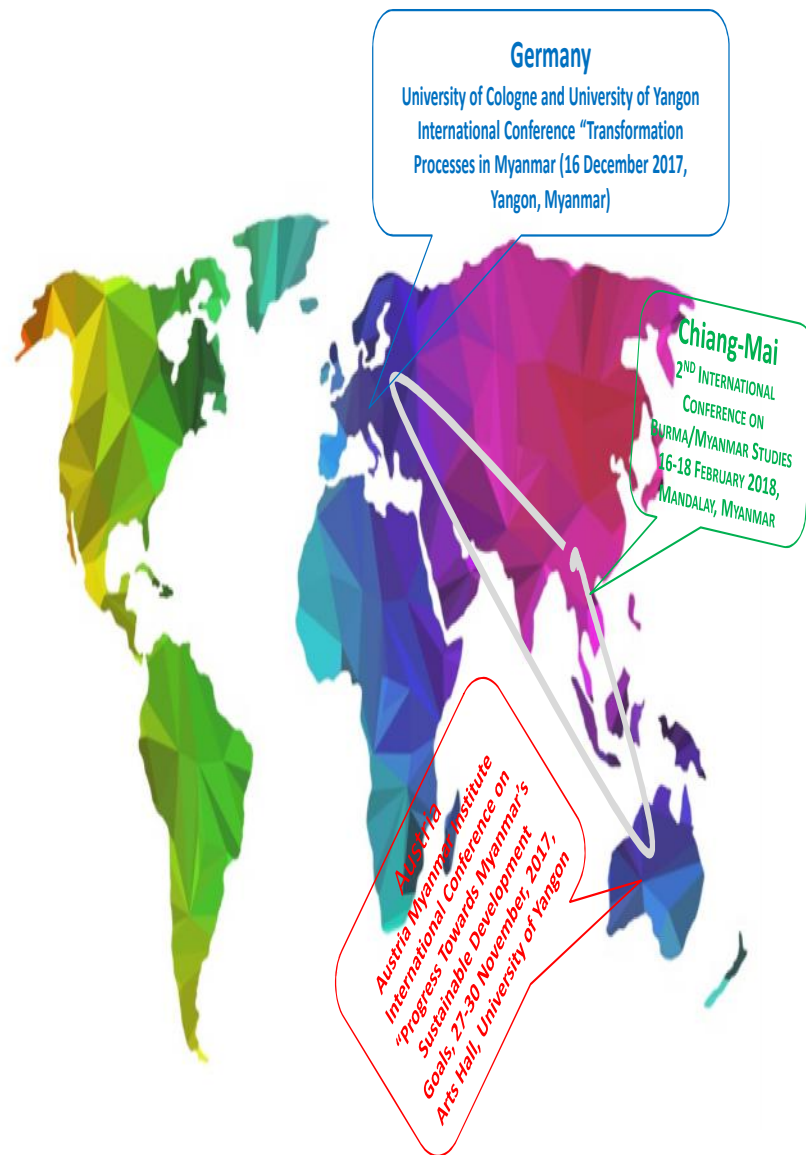 Germany
University of Cologne and University of Yangon
International Conference “Transformation
Processes in Myanmar (16 December 2017,
Yangon, Myanmar)
Chiang-Mai
2ND INTERNATIONAL
CONFERENCE ON
BURMA/MYANMAR STUDIES
16-18 FEBRUARY 2018,
MANDALAY, MYANMAR
Austria
Austria Myanmar Institute
International Conference on
“Progress Towards Myanmar’s
Sustainable Development
Goals, 27-30 November, 2017,
Arts Hall, University of Yangon